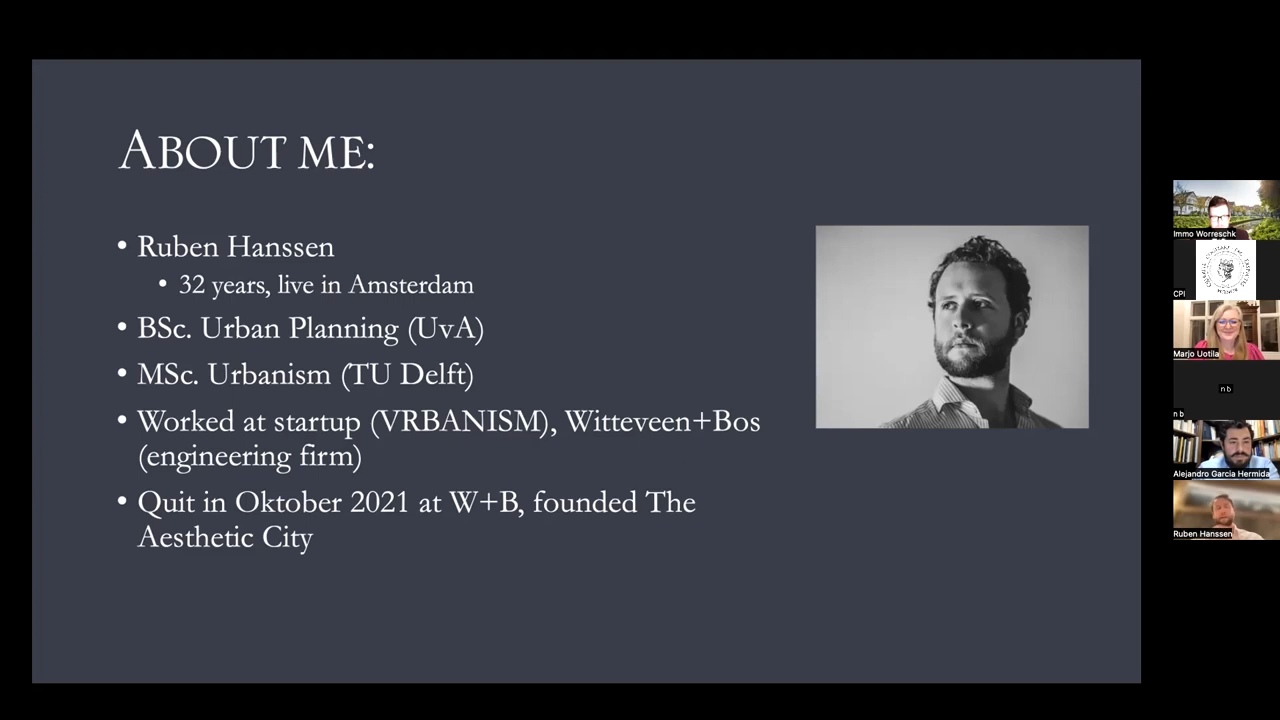 ABOUT ME:
• Ruben Hanssen
• 32 years, live in Amsterdam
• BSc. Urban Planning (UvA)
• MSc. Urbanism (TU Delft)
• Worked at startup (VRBANISM), Witteveen+Bos
(engineering firm)
• Quit in Oktober 2021 at W+B, founded The
Aesthetic City
Immo Worreschk
CPI
Marjo Uotila
n b
n b
Alejandro García Hermida
Ruben Hanssen